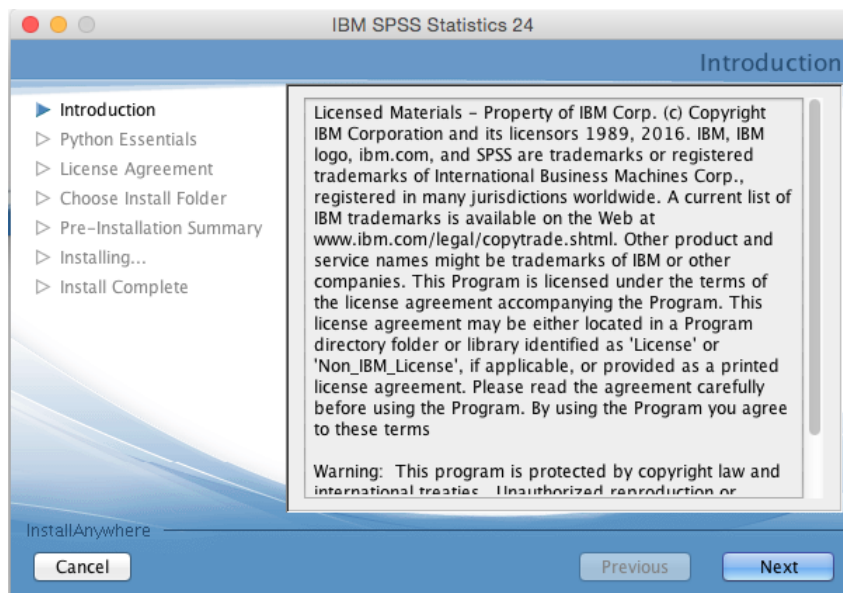 IBM SPSS Statistics 24
Introduction
Introduction
Python Essentials
License Agreement
Choose Install Folder
Pre-Installation Summary
Installing...
Install Complete
Licensed Materials – Property of IBM Corp. (c) Copyright
IBM Corporation and its licensors 1989, 2016. IBM, IBM
logo, ibm.com, and SPSS are trademarks or registered
trademarks of International Business Machines Corp.,
registered in many jurisdictions worldwide. A current list of
IBM trademarks is available on the Web at
www.ibm.com/legal/copytrade.shtml. Other product and
service names might be trademarks of IBM or other
companies. This Program is licensed under the terms of
the license agreement accompanying the Program. This
license agreement may be either located in a Program
directory folder or library identified as 'License' or
'Non_IBM_License', if applicable, or provided as a printed
license agreement. Please read the agreement carefully
before using the Program. By using the Program you agree
to these terms
Warning:  This program is protected by copyright law and
international treaties.  Unauthorized reproduction or
InstallAnywhere
Cancel
Previous
Next